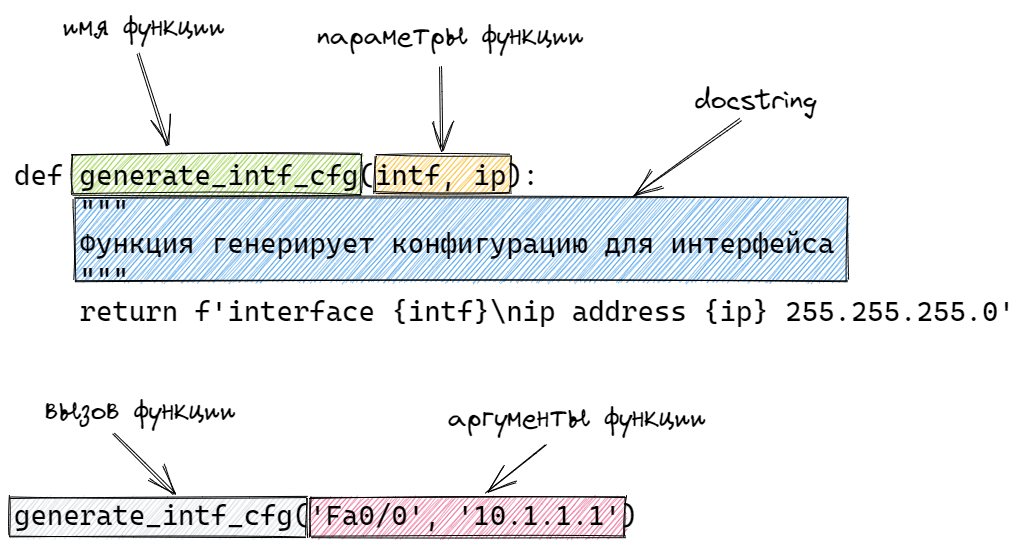 имя функции
параметры функции
docstring
def generate_intf_cfg(intf, ip):
"""
Функция генерирует конфигурацию для интерфейса
"""
return f'interface {intf}\nip address {ip} 255.255.255.0'
вызов функции
аргументы функции
generate_intf_cfg('Fa0/0', '10.1.1.1')